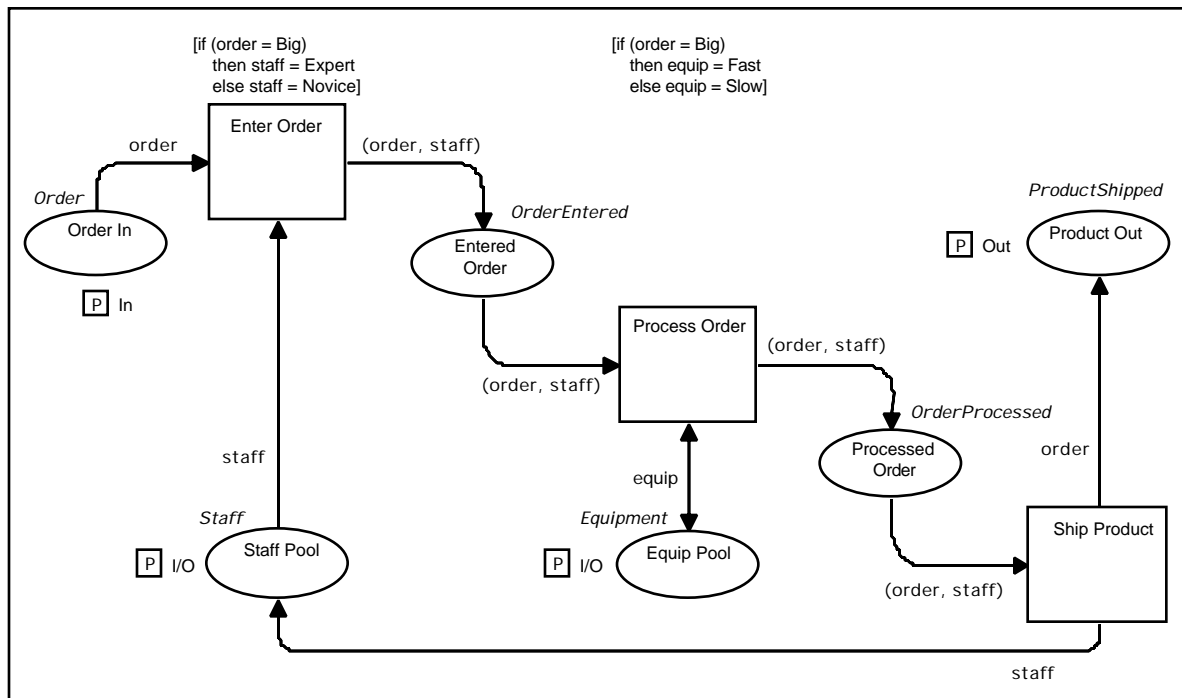 [if (order = Big)
then staff = Expert
else staff = Novice]
[if (order = Big)
then equip = Fast
else equip = Slow]
Enter Order
order
(order, staff)
Order
Order In
P In
OrderEntered
Entered
Order
ProductShipped
P Out
Product Out
Process Order
(order, staff)
(order, staff)
OrderProcessed
Processed
Order
order
staff
equip
Staff
P I/O
Staff Pool
Equipment
P I/O
Equip Pool
Ship Product
(order, staff)
staff